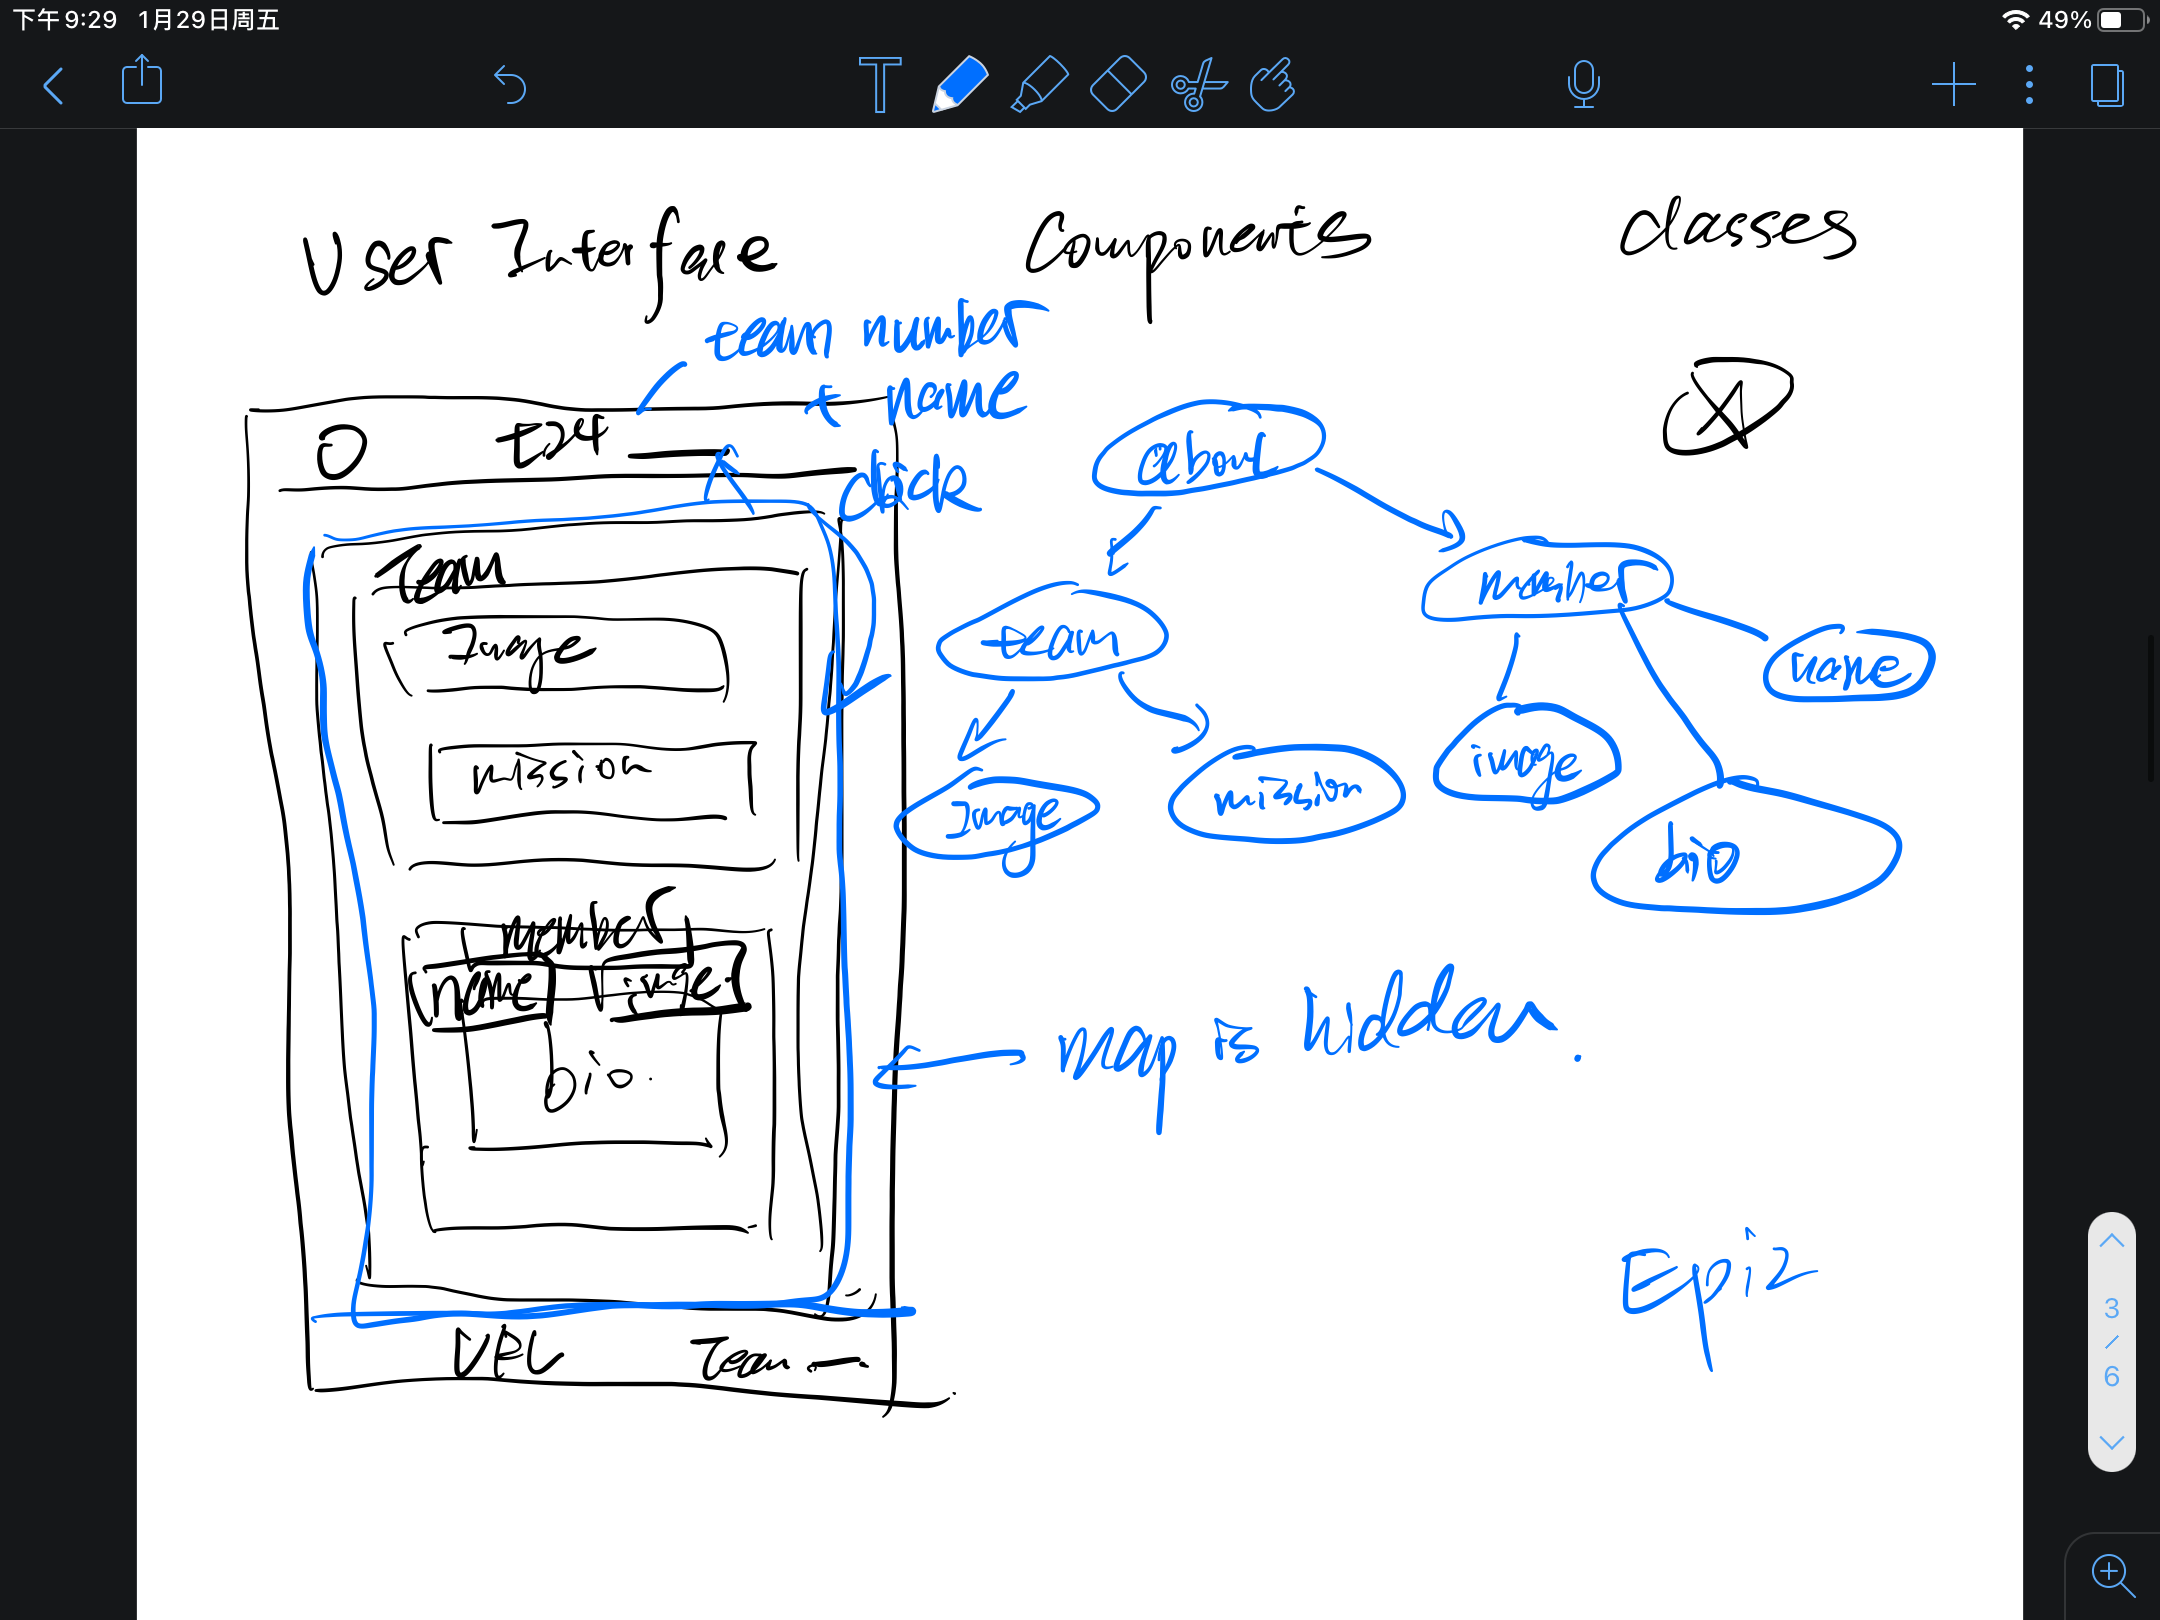 下午9:29 1月29日周五
49%
T
User Interface
Components
classes
team number
+ name
t24
click
Team
Image
mission
member
name
image
bio.
URL
Team
about
team
member
Image
mission
image
name
bio
map is hidden.
Epi2
3
/
6